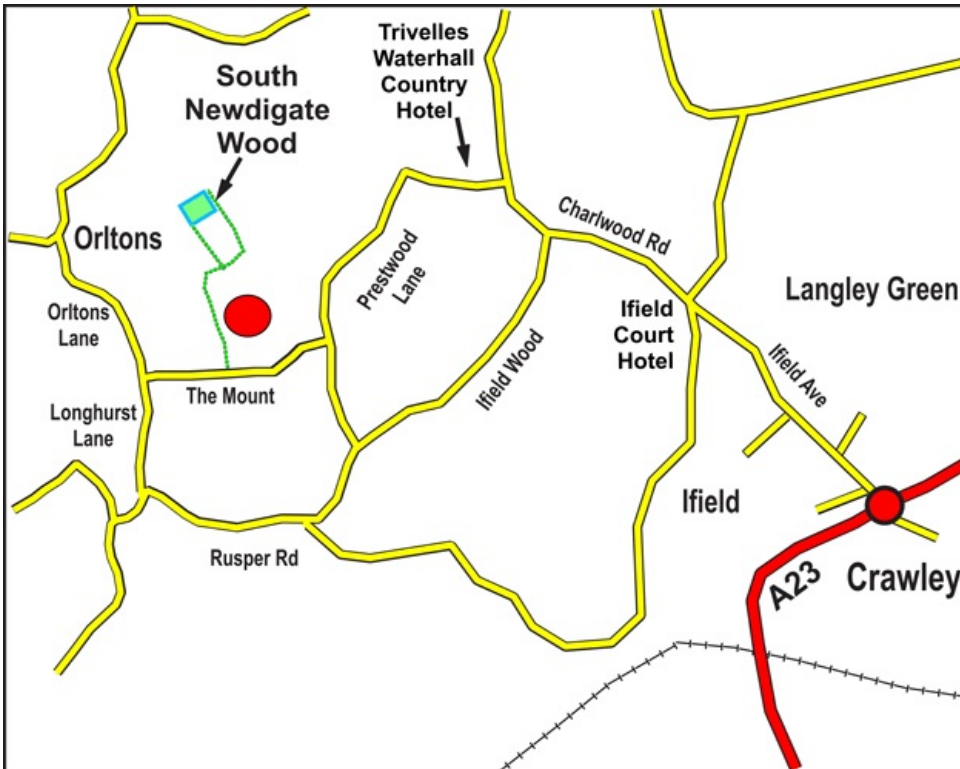 Trivelles
Waterhall
Country
Hotel
South
Newdigate
Wood
Charlwood Rd
Orltons
Prestwood
Lane
Langley Green
Orltons
Lane
Ifield
Court
Hotel
Ifield Wood
Ifield Ave
The Mount
Longhurst
Lane
Ifield
Rusper Rd
A23
Crawley